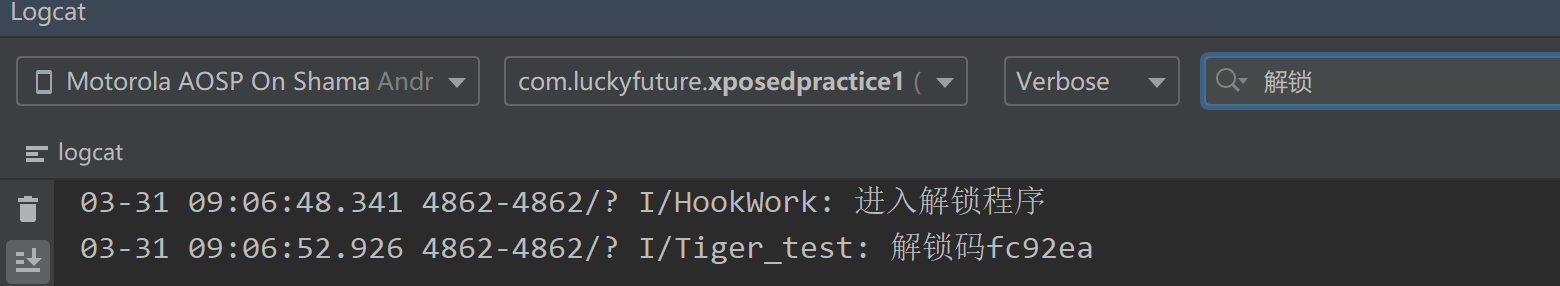 Logcat
Motorola AOSP On Shama Andr com.luckyfuture.xposedpractice1 ( Verbose 解锁
logcat
03-31 09:06:48.341 4862-4862/? I/HookWork: 进入解锁程序
03-31 09:06:52.926 4862-4862/? I/Tiger_test: 解锁码fc92ea